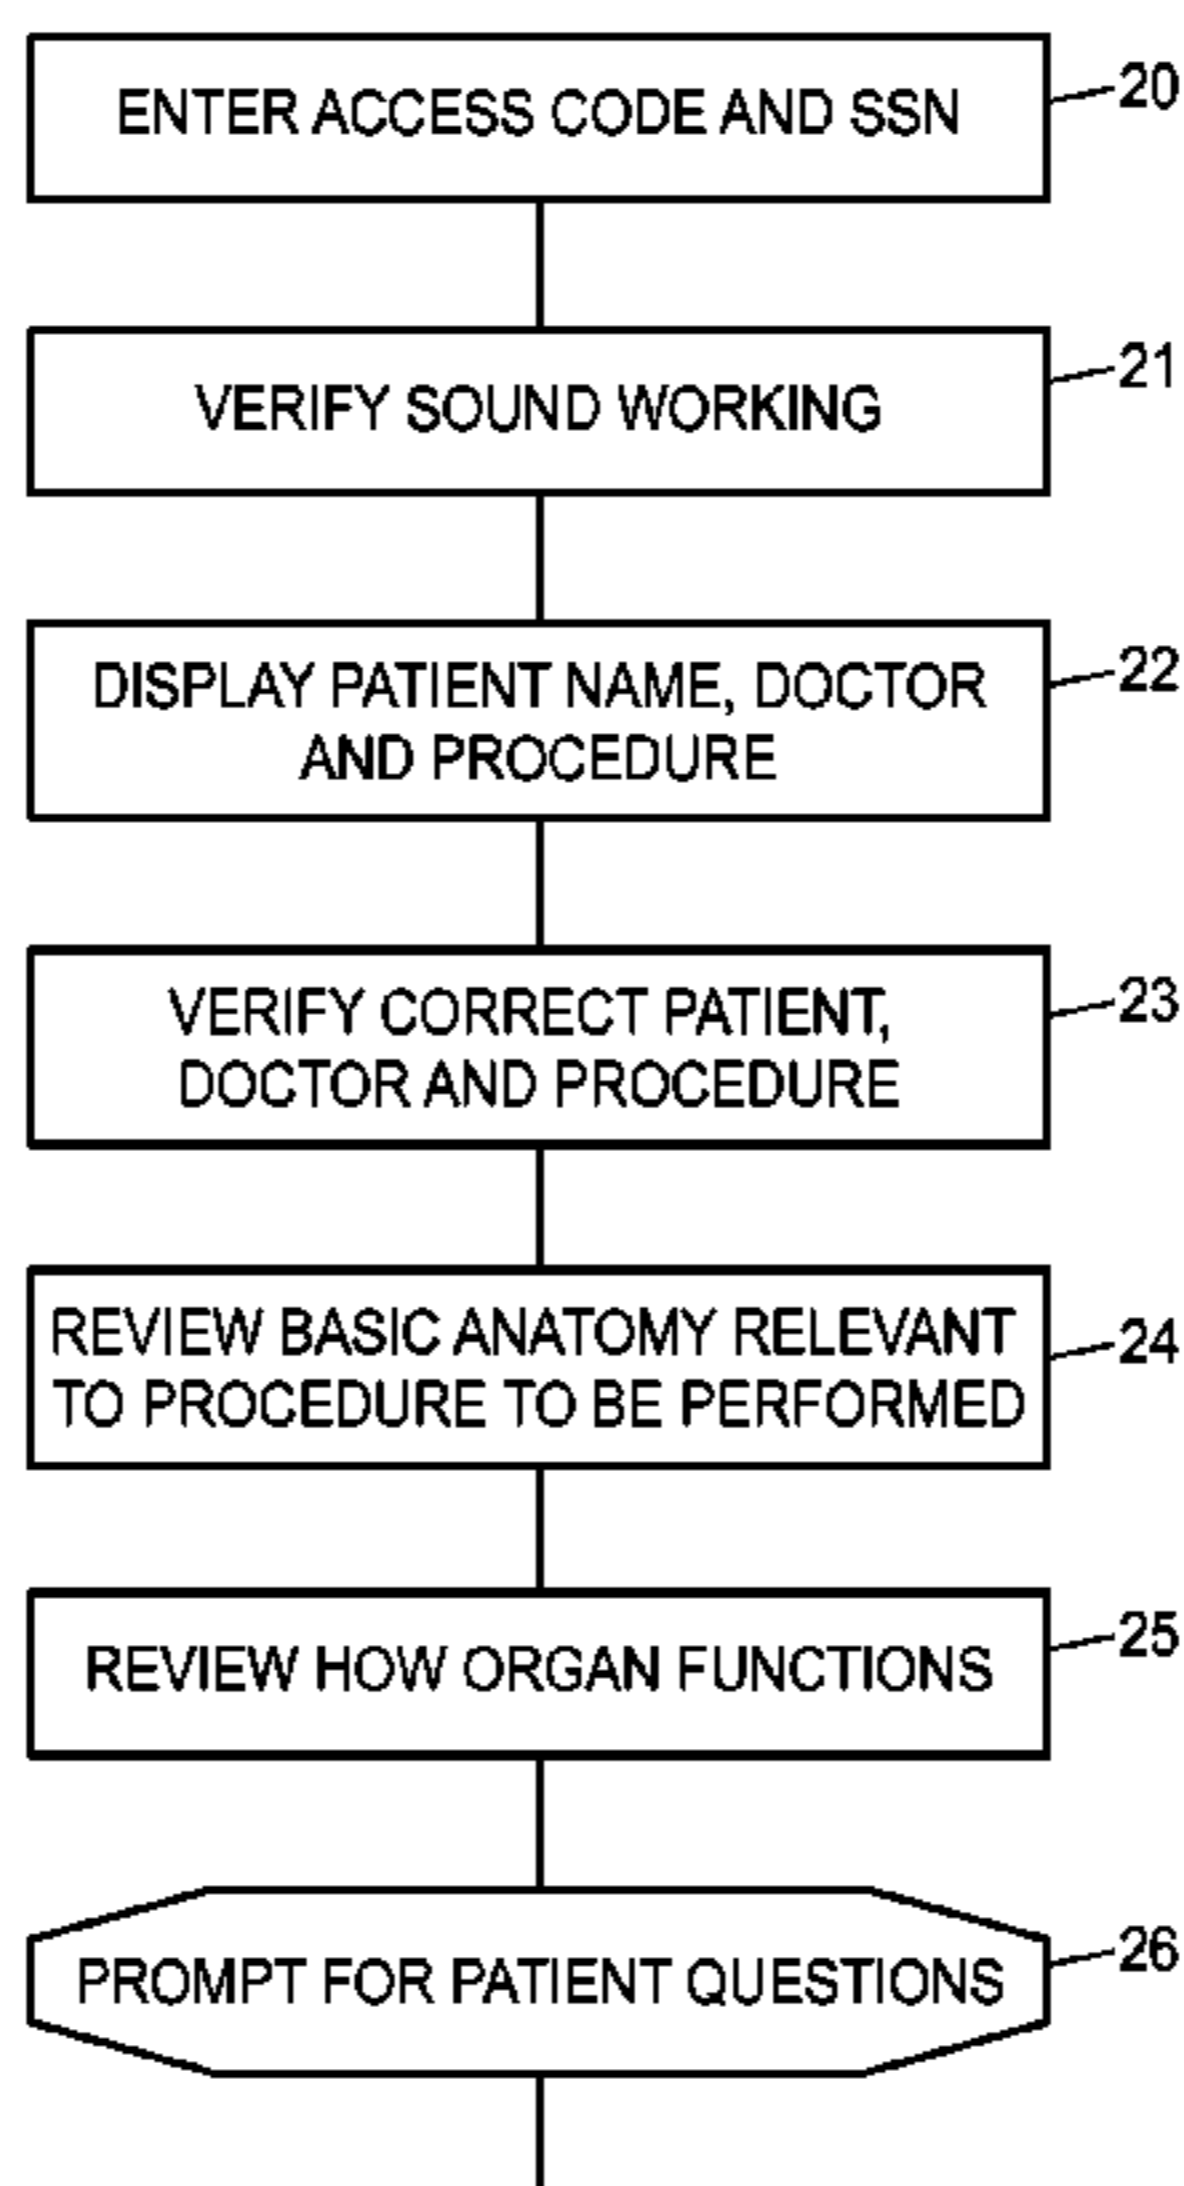 ENTER ACCESS CODE AND SSN
20
VERIFY SOUND WORKING
21
DISPLAY PATIENT NAME, DOCTOR
AND PROCEDURE
22
VERIFY CORRECT PATIENT,
DOCTOR AND PROCEDURE
23
REVIEW BASIC ANATOMY RELEVANT
TO PROCEDURE TO BE PERFORMED
24
REVIEW HOW ORGAN FUNCTIONS
25
PROMPT FOR PATIENT QUESTIONS
26